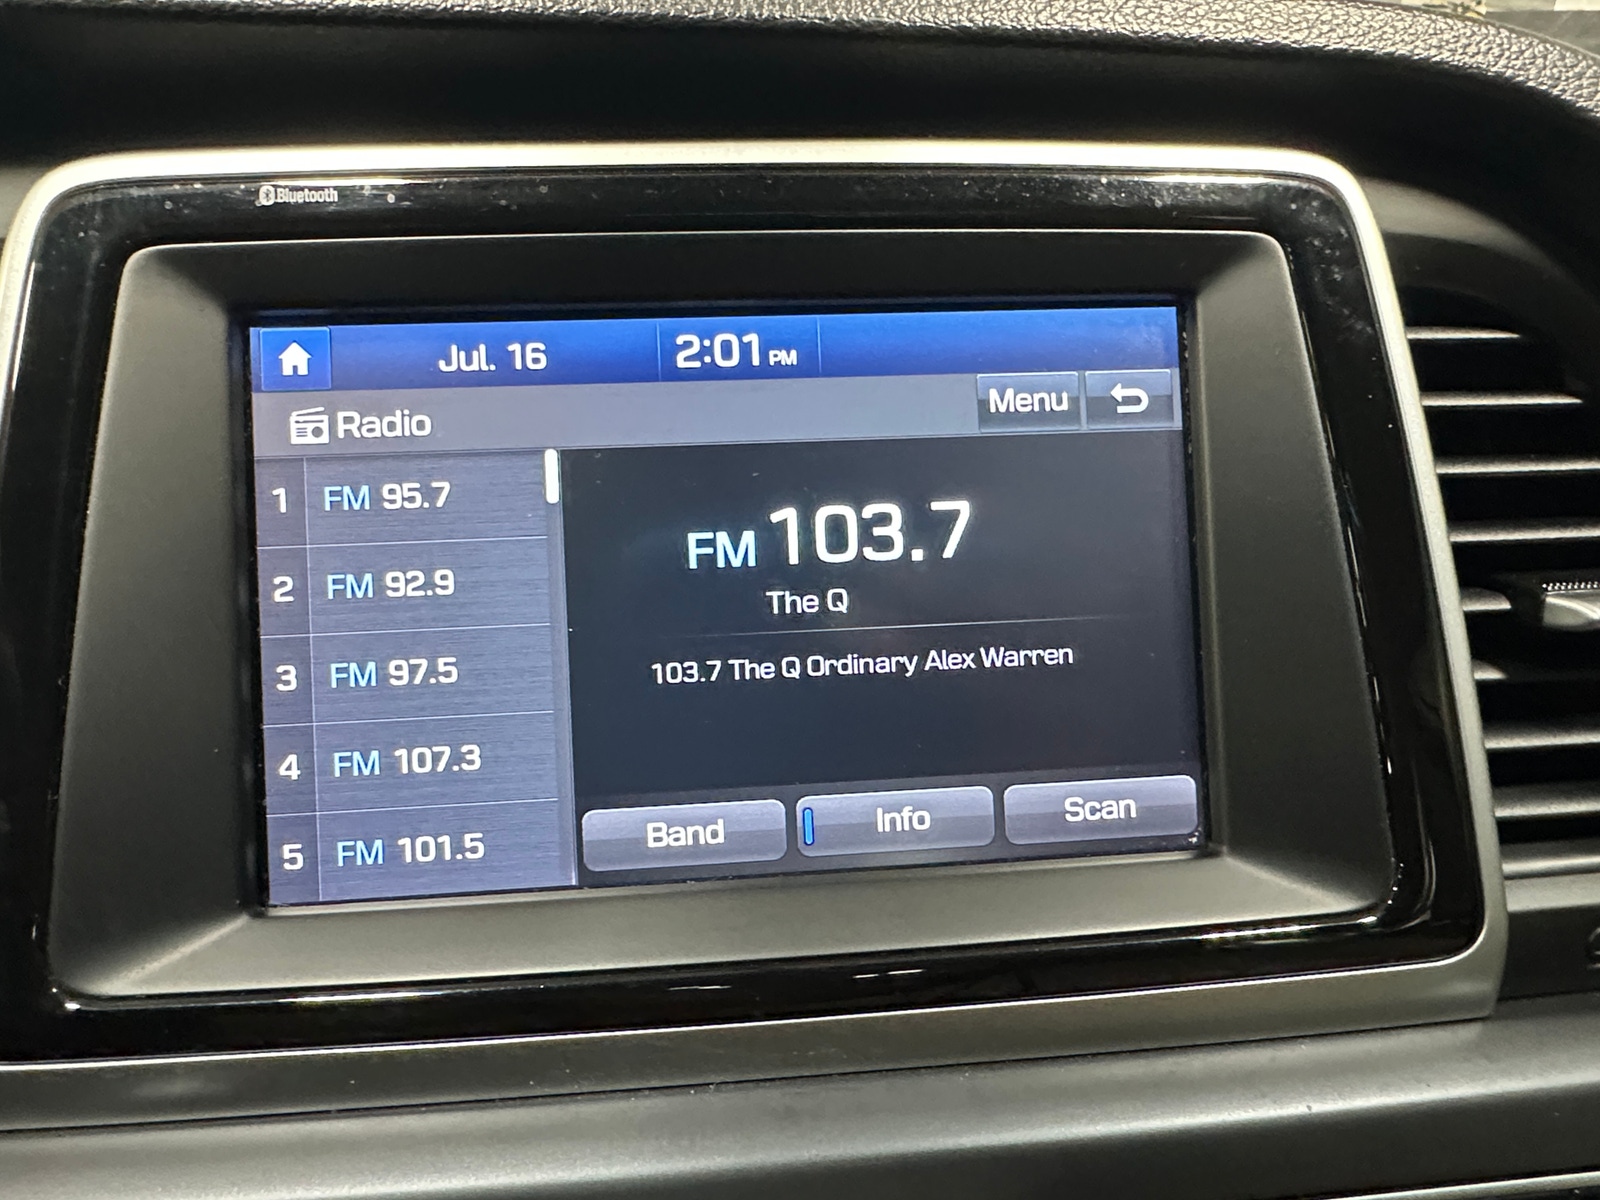 Bluetooth
Jul. 16 2:01 PM
Radio Menu
1 FM 95.7
2 FM 92.9
3 FM 97.5
4 FM 107.3
5 FM 101.5
FM 103.7
The Q
103.7 The Q Ordinary Alex Warren
Band Info Scan